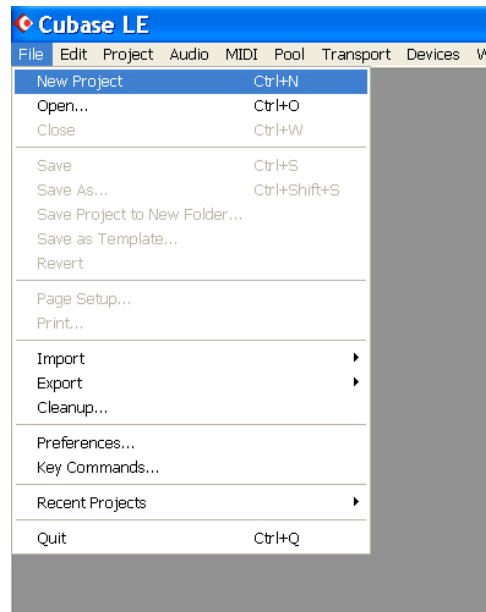 Cubase LE
File Edit Project Audio MIDI Pool Transport Devices
New Project Ctrl+N
Open... Ctrl+O
Close Ctrl+W
Save Ctrl+S
Save As... Ctrl+Shift+S
Save Project to New Folder...
Save as Template...
Revert
Page Setup...
Print...
Import
Export
Cleanup...
Preferences...
Key Commands...
Recent Projects
Quit Ctrl+Q